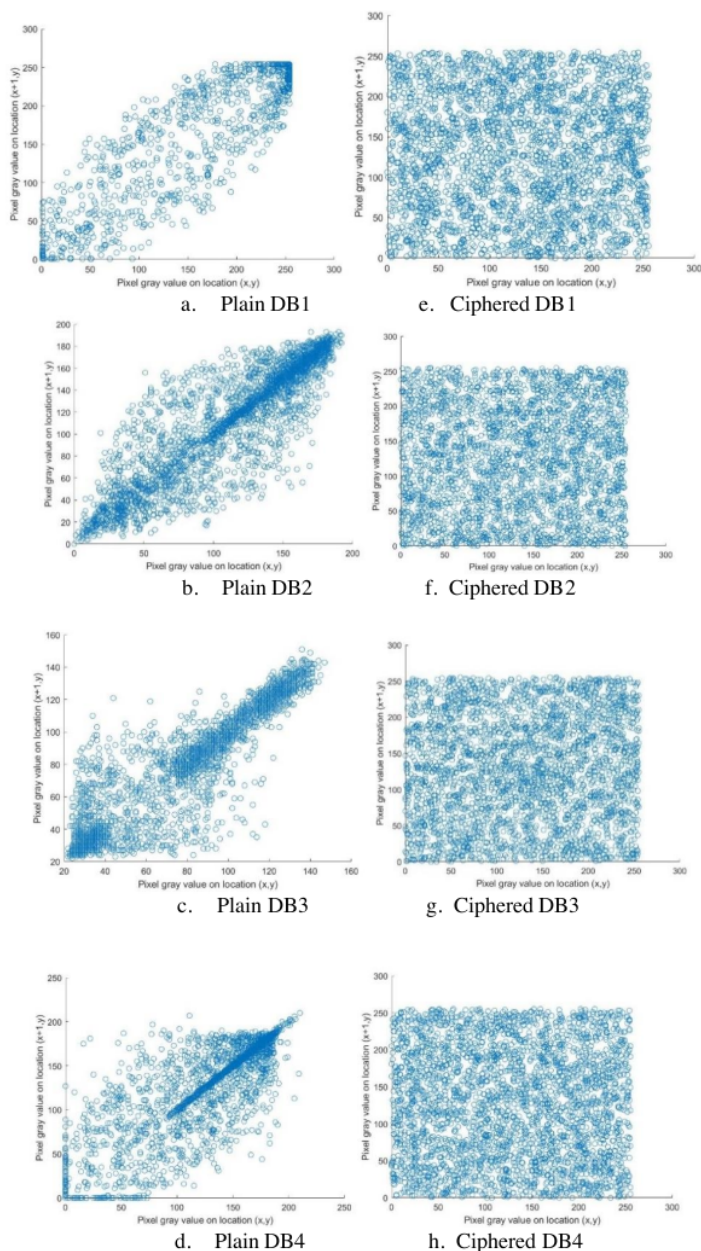 300
250
200
150
100
50
0
Pixel gray value on location (x+1,y)
0 50 100 150 200 250 300
Pixel gray value on location (x,y)
a. Plain DB1
300
250
200
150
100
50
0
Pixel gray value on location (x+1,y)
0 50 100 150 200 250 300
Pixel gray value on location (x,y)
e. Ciphered DB1
200
180
160
140
120
100
80
60
40
20
0
Pixel gray value on location (x+1,y)
0 50 100 150 200
Pixel gray value on location (x,y)
b. Plain DB2
300
250
200
150
100
50
0
Pixel gray value on location (x+1,y)
0 50 100 150 200 250 300
Pixel gray value on location (x,y)
f. Ciphered DB2
160
140
120
100
80
60
40
20
Pixel gray value on location (x+1,y)
20 40 60 80 100 120 140 160
Pixel gray value on location (x,y)
c. Plain DB3
300
250
200
150
100
50
0
Pixel gray value on location (x+1,y)
0 50 100 150 200 250 300
Pixel gray value on location (x,y)
g. Ciphered DB3
250
200
150
100
50
0
Pixel gray value on location (x+1,y)
0 50 100 150 200 250
Pixel gray value on location (x,y)
d. Plain DB4
300
250
200
150
100
50
0
Pixel gray value on location (x+1,y)
0 50 100 150 200 250 300
Pixel gray value on location (x,y)
h. Ciphered DB4